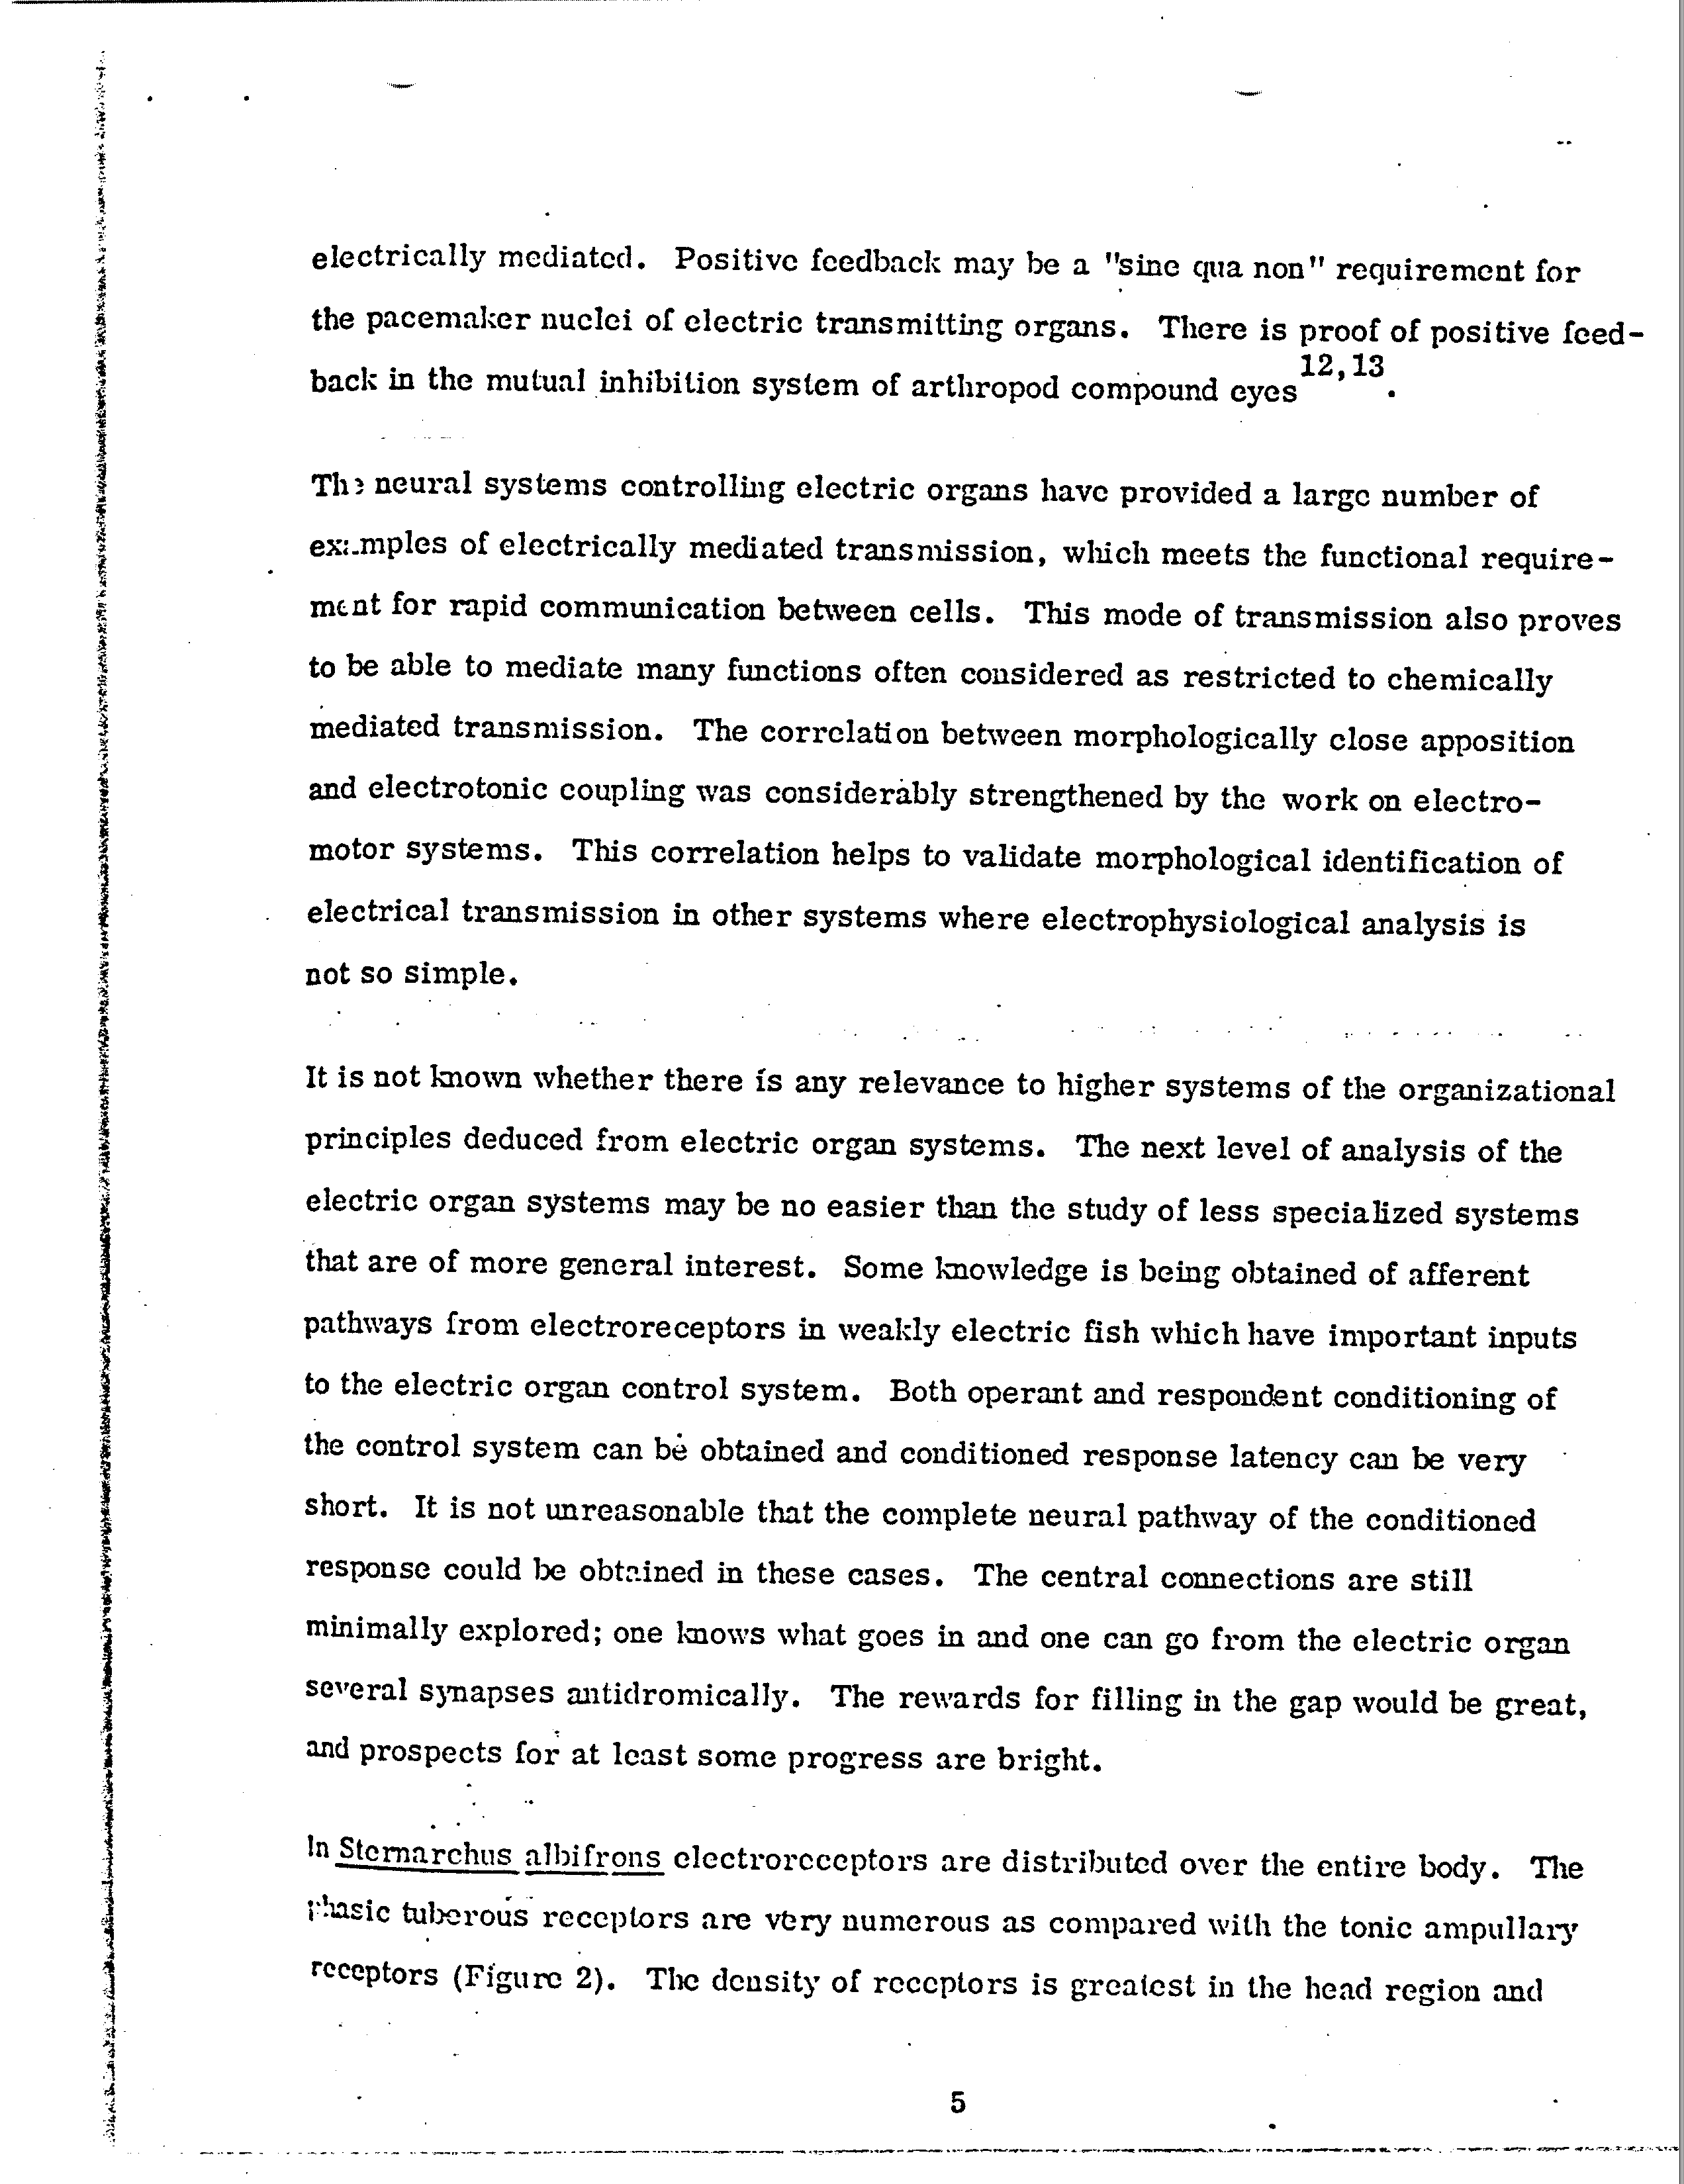 electrically mediated. Positive feedback may be a "sine qua non" requirement for
the pacemaker nuclei of electric transmitting organs. There is proof of positive feed-
back in the mutual inhibition system of arthropod compound eyes 12,13.
The neural systems controlling electric organs have provided a large number of
examples of electrically mediated transmission, which meets the functional require-
ment for rapid communication between cells. This mode of transmission also proves
to be able to mediate many functions often considered as restricted to chemically
mediated transmission. The correlation between morphologically close apposition
and electrotonic coupling was considerably strengthened by the work on electro-
motor systems. This correlation helps to validate morphological identification of
electrical transmission in other systems where electrophysiological analysis is
not so simple.
It is not known whether there is any relevance to higher systems of the organizational
principles deduced from electric organ systems. The next level of analysis of the
electric organ systems may be no easier than the study of less specialized systems
that are of more general interest. Some knowledge is being obtained of afferent
pathways from electroreceptors in weakly electric fish which have important inputs
to the electric organ control system. Both operant and respondent conditioning of
the control system can be obtained and conditioned response latency can be very
short. It is not unreasonable that the complete neural pathway of the conditioned
response could be obtained in these cases. The central connections are still
minimally explored; one knows what goes in and one can go from the electric organ
several synapses antidromically. The rewards for filling in the gap would be great,
and prospects for at least some progress are bright.
In Sternarchus albifrons electroreceptors are distributed over the entire body. The
phasic tuberous receptors are very numerous as compared with the tonic ampullary
receptors (Figure 2). The density of receptors is greatest in the head region and
5